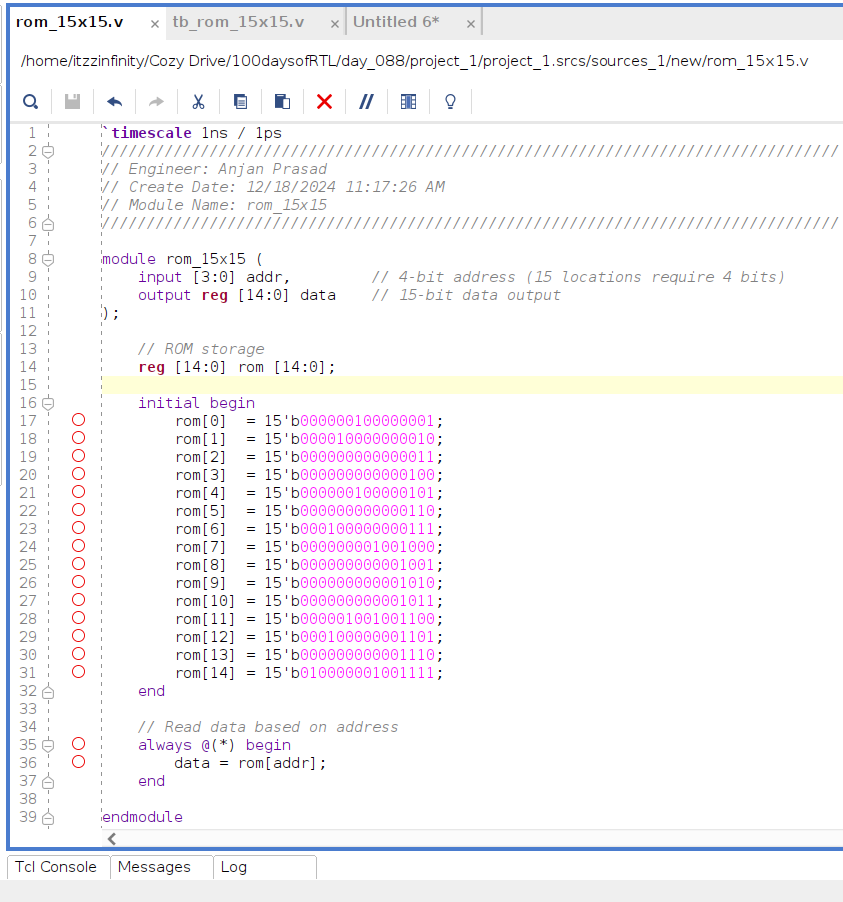 rom_15x15.v × tb_rom_15x15.v × Untitled 6* ×
/home/itzzinfinity/Cozy Drive/100daysofRTL/day_088/project_1/project_1.srcs/sources_1/new/rom_15x15.v
1 `timescale 1ns / 1ps
2 //////////////////////////////////////////////////////////////////////////////////
3 // Engineer: Anjan Prasad
4 // Create Date: 12/18/2024 11:17:26 AM
5 // Module Name: rom_15x15
6 //////////////////////////////////////////////////////////////////////////////////
7
8 module rom_15x15 (
9     input [3:0] addr,         // 4-bit address (15 locations require 4 bits)
10     output reg [14:0] data    // 15-bit data output
11 );
12
13     // ROM storage
14     reg [14:0] rom [14:0];
15
16     initial begin
17         rom[0]  = 15'b000000100000001;
18         rom[1]  = 15'b000010000000010;
19         rom[2]  = 15'b000000000000011;
20         rom[3]  = 15'b000000000000100;
21         rom[4]  = 15'b000000100000101;
22         rom[5]  = 15'b000000000000110;
23         rom[6]  = 15'b000100000000111;
24         rom[7]  = 15'b000000001001000;
25         rom[8]  = 15'b000000000001001;
26         rom[9]  = 15'b000000000001010;
27         rom[10] = 15'b000000000001011;
28         rom[11] = 15'b000001001001100;
29         rom[12] = 15'b000100000001101;
30         rom[13] = 15'b000000000001110;
31         rom[14] = 15'b010000001001111;
32     end
33
34     // Read data based on address
35     always @(*) begin
36         data = rom[addr];
37     end
38
39 endmodule
Tcl Console Messages Log